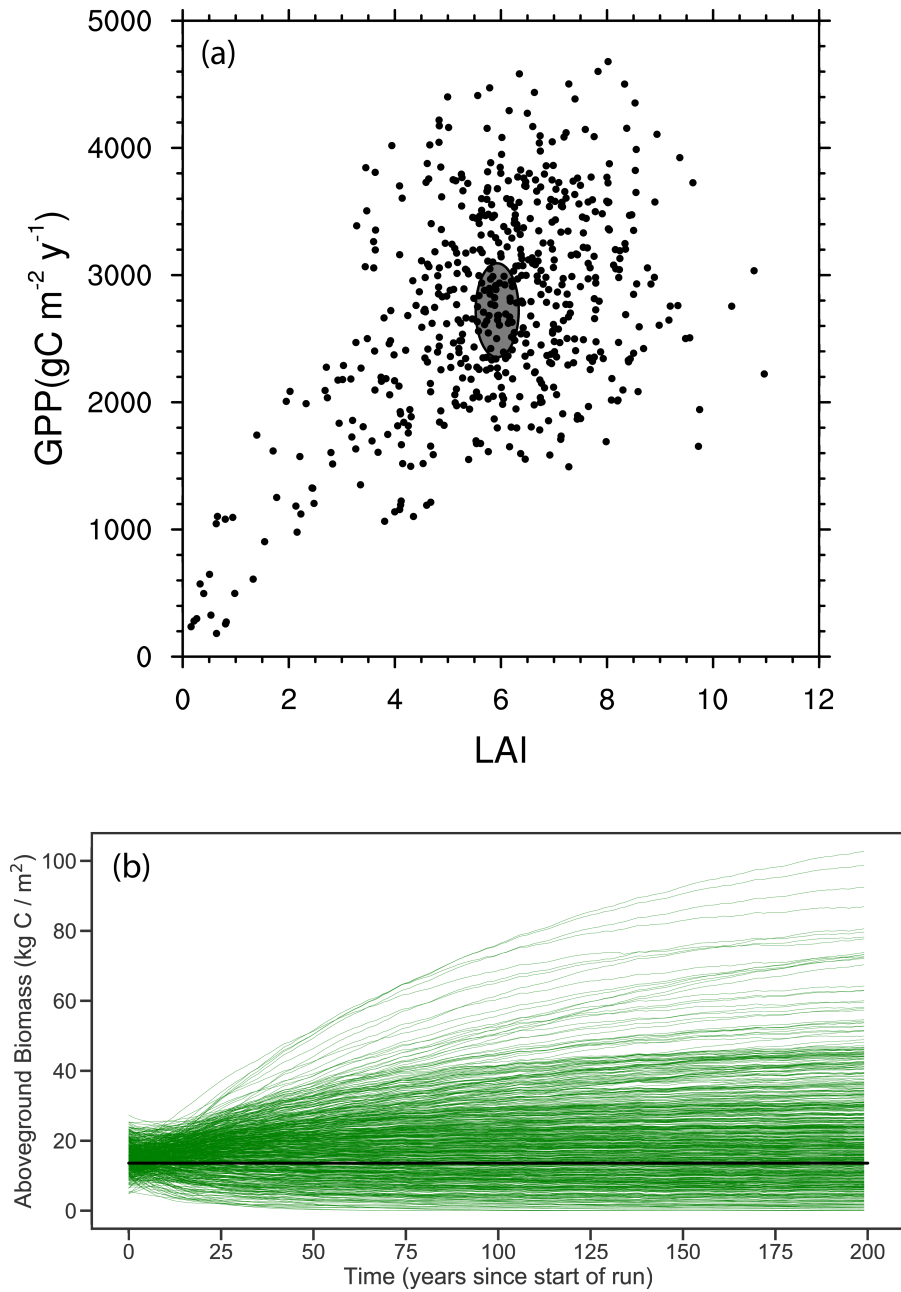 (a)
GPP(gC m⁻² y⁻¹)
5000
4000
3000
2000
1000
0
0 2 4 6 8 10 12
LAI
(b)
Aboveground Biomass (kg C / m²)
100
80
60
40
20
0
0 25 50 75 100 125 150 175 200
Time (years since start of run)